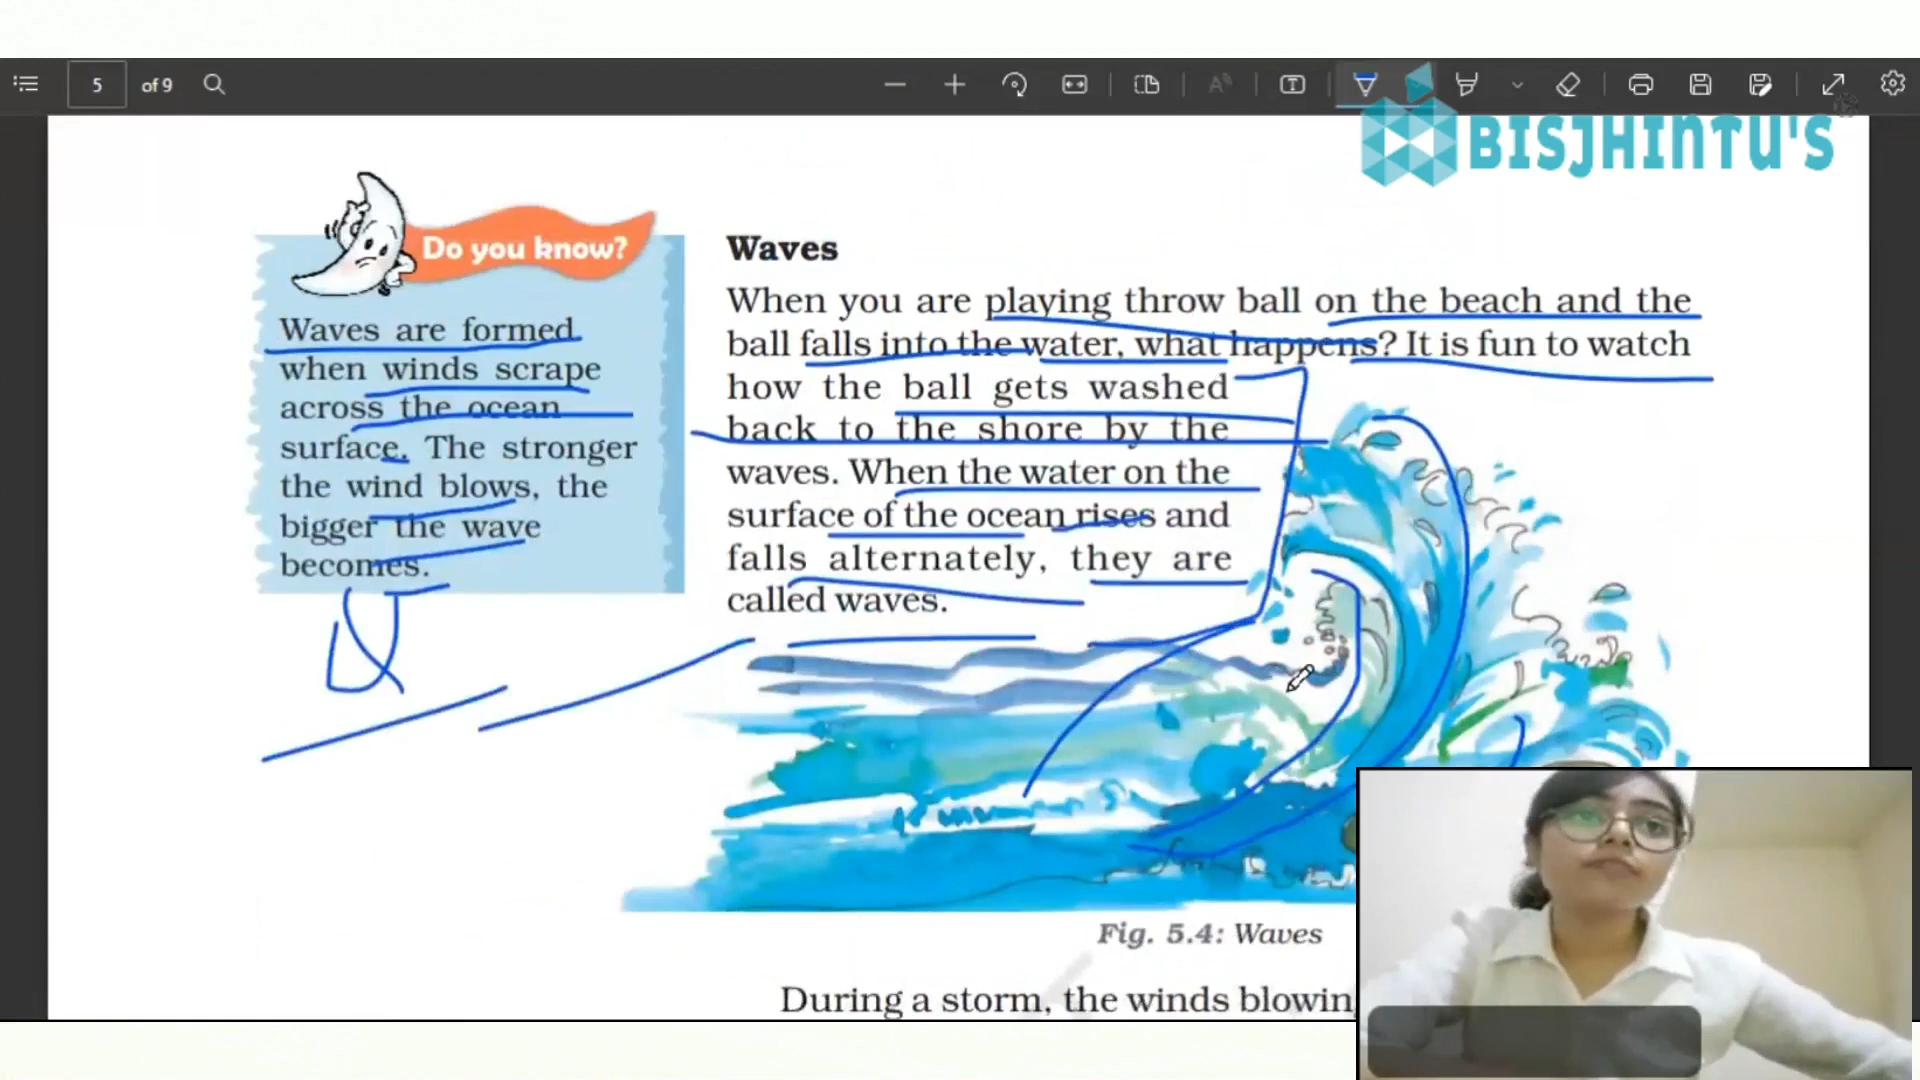 5 of 9
BISJHINTU'S
Do you know?
Waves are formed
when winds scrape
across the ocean
surface. The stronger
the wind blows, the
bigger the wave
becomes.
Waves
When you are playing throw ball on the beach and the
ball falls into the water, what happens? It is fun to watch
how the ball gets washed
back to the shore by the
waves. When the water on the
surface of the ocean rises and
falls alternately, they are
called waves.
Fig. 5.4: Waves
During a storm, the winds blowin